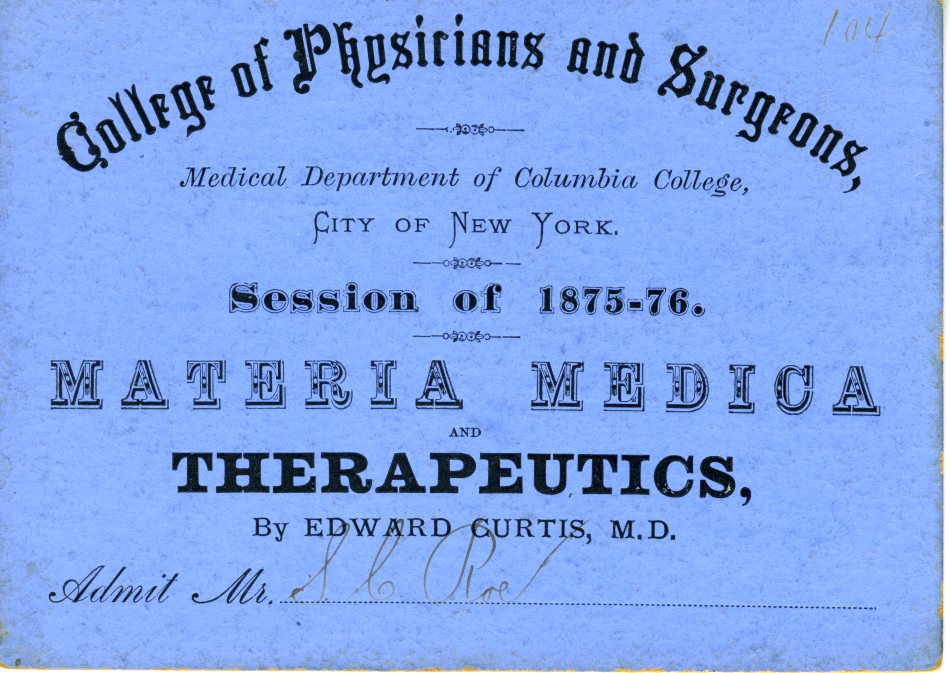 104
College of Physicians and Surgeons,
Medical Department of Columbia College,
CITY OF NEW YORK.
Session of 1875-76.
MATERIA MEDICA
AND
THERAPEUTICS,
By EDWARD CURTIS, M.D.
Admit Mr. S C Roe